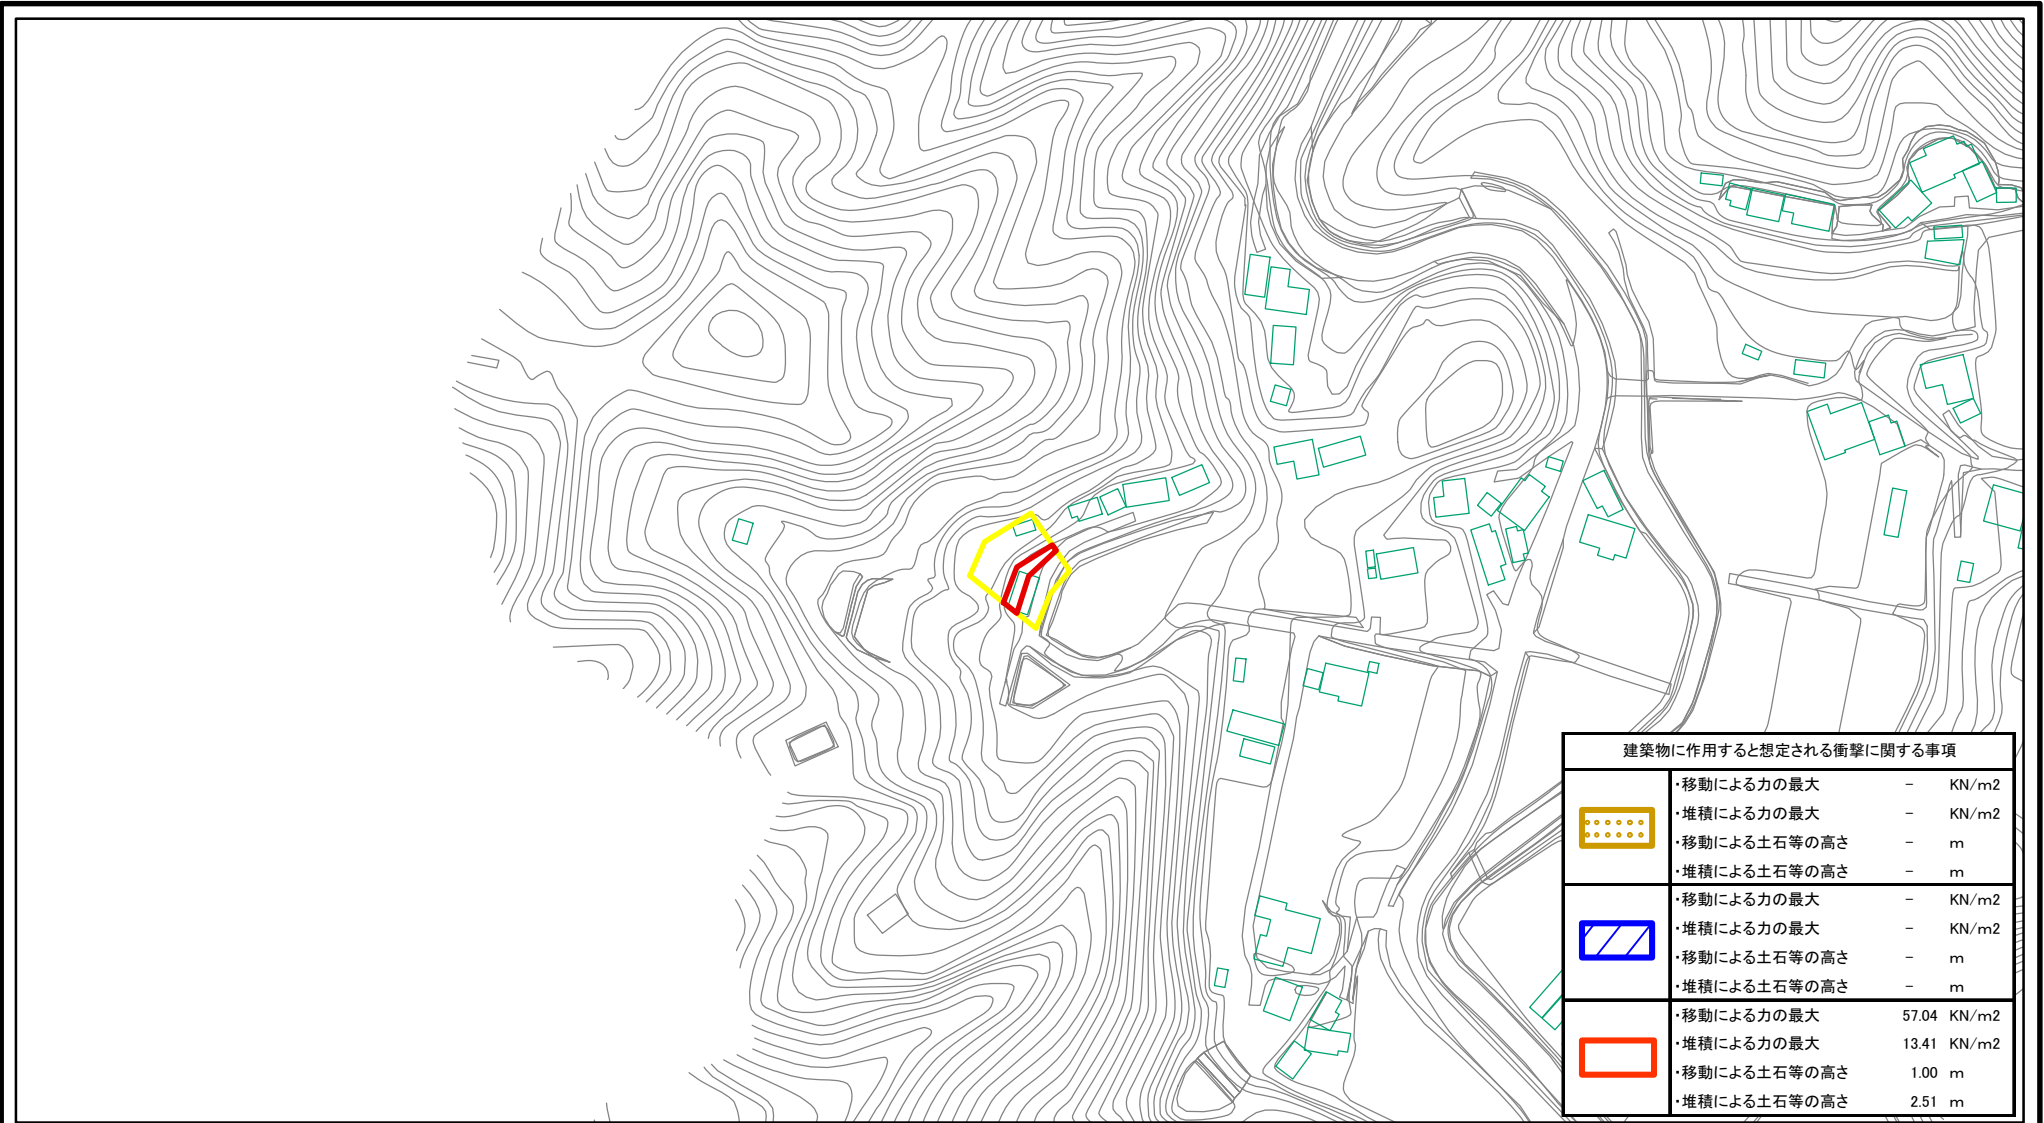 建築物に作用すると想定される衝撃に関する事項
・移動による力の最大 - KN/m2
・堆積による力の最大 - KN/m2
・移動による土石等の高さ - m
・堆積による土石等の高さ - m
・移動による力の最大 - KN/m2
・堆積による力の最大 - KN/m2
・移動による土石等の高さ - m
・堆積による土石等の高さ - m
・移動による力の最大 57.04 KN/m2
・堆積による力の最大 13.41 KN/m2
・移動による土石等の高さ 1.00 m
・堆積による土石等の高さ 2.51 m